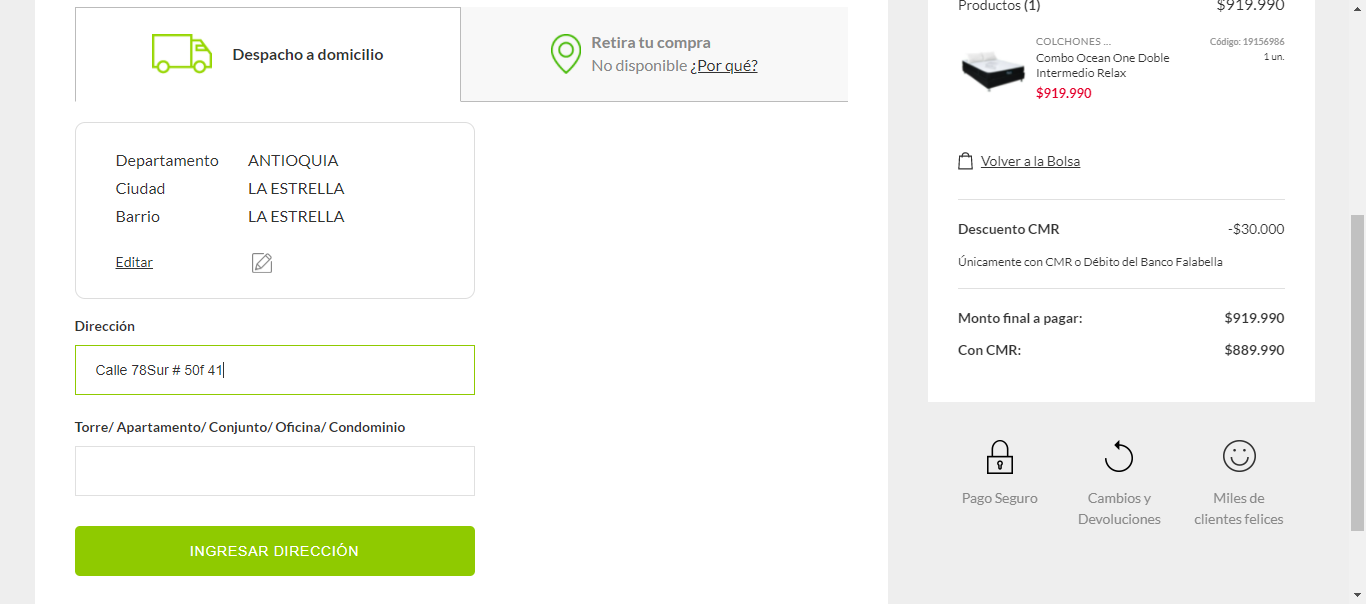 Despacho a domicilio
Retira tu compra
No disponible ¿Por qué?
Departamento ANTIOQUIA
Ciudad LA ESTRELLA
Barrio LA ESTRELLA
Editar
Dirección
Calle 78Sur # 50f 41
Torre/ Apartamento/ Conjunto/ Oficina/ Condominio
INGRESAR DIRECCIÓN
Productos (1) $919.990
COLCHONES ... Código: 19156986
Combo Ocean One Doble 1 un.
Intermedio Relax
$919.990
Volver a la Bolsa
Descuento CMR -$30.000
Únicamente con CMR o Débito del Banco Falabella
Monto final a pagar: $919.990
Con CMR: $889.990
Pago Seguro
Cambios y
Devoluciones
Miles de
clientes felices